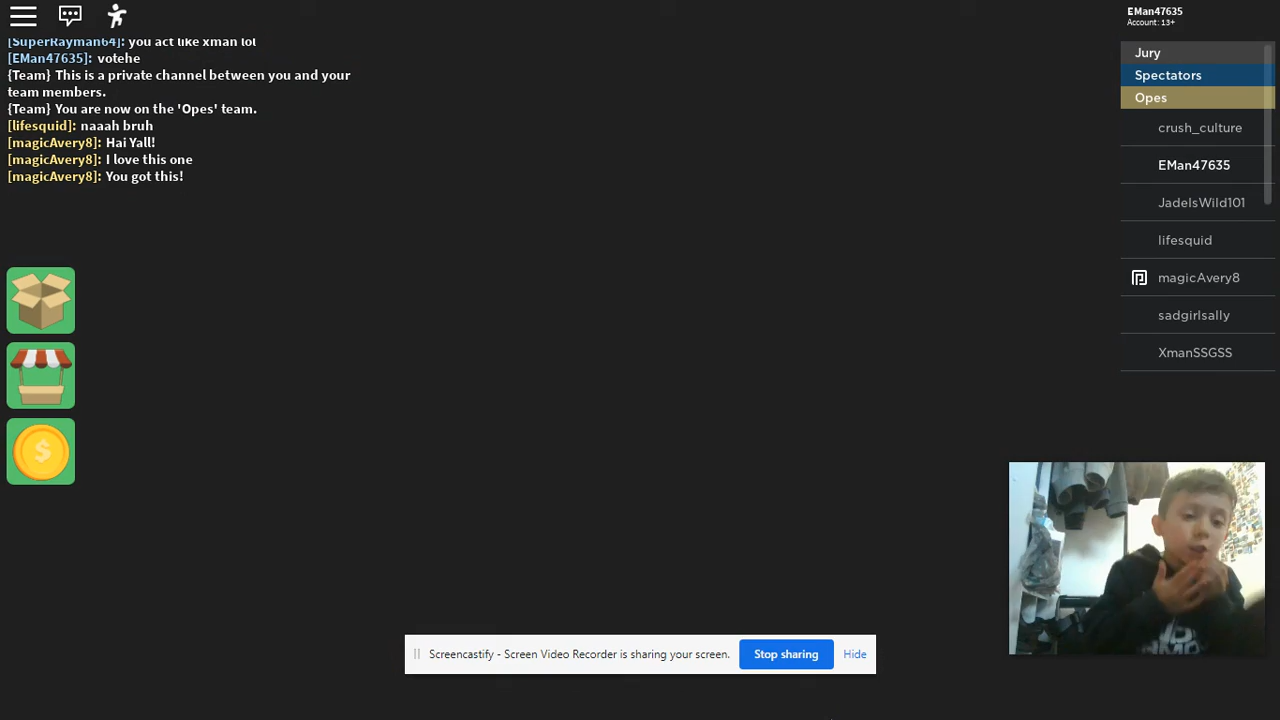 EMan47635
Account: 13+
[SuperRayman64]: you act like xman lol
[EMan47635]: votehe
{Team} This is a private channel between you and your
team members.
{Team} You are now on the 'Opes' team.
[lifesquid]: naaah bruh
[magicAvery8]: Hai Yall!
[magicAvery8]: I love this one
[magicAvery8]: You got this!
Jury
Spectators
Opes
crush_culture
EMan47635
JadeIsWild101
lifesquid
magicAvery8
sadgirlsally
XmanSSGSS
Screencastify - Screen Video Recorder is sharing your screen.
Stop sharing
Hide